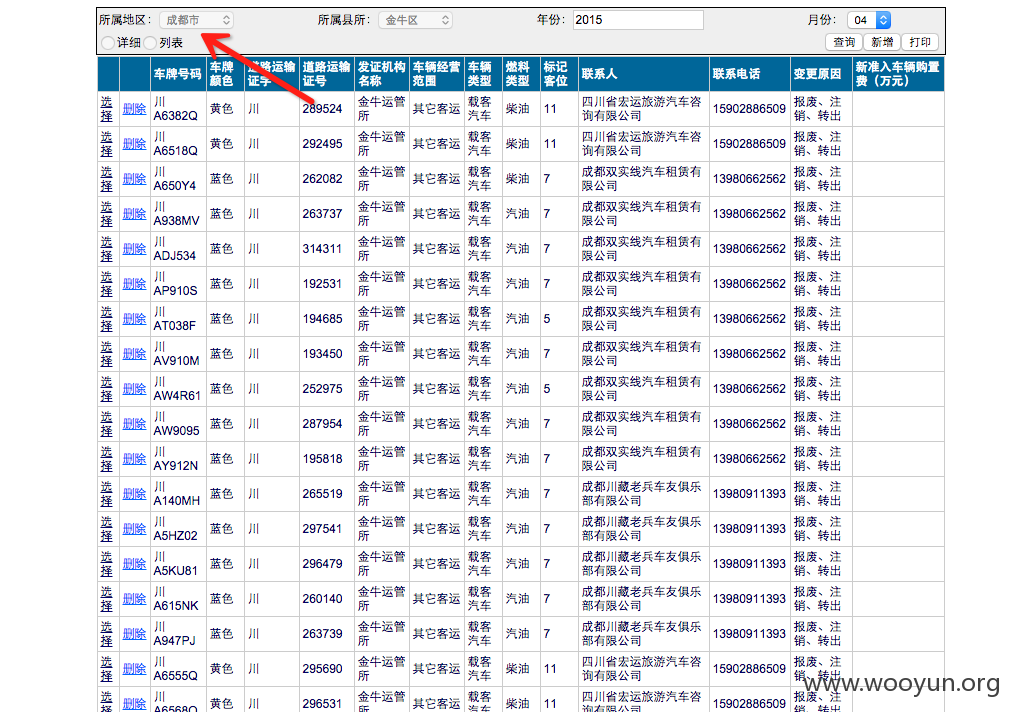 所属地区： 成都市 所属县所： 金牛区 年份： 2015 月份： 04
详细 列表 查询 新增 打印
车牌号码 车牌颜色 道路运输证字 道路运输证号 发证机构名称 车辆经营范围 车辆类型 燃料类型 标记客位 联系人 联系电话 变更原因 新准入车辆购置费（万元）
选择 删除 川A6382Q 黄色 川 289524 金牛运管所 其它客运 载客汽车 柴油 11 四川省宏运旅游汽车咨询有限公司 15902886509 报废、注销、转出
选择 删除 川A6518Q 黄色 川 292495 金牛运管所 其它客运 载客汽车 柴油 11 四川省宏运旅游汽车咨询有限公司 15902886509 报废、注销、转出
选择 删除 川A650Y4 蓝色 川 262082 金牛运管所 其它客运 载客汽车 柴油 7 成都双实线汽车租赁有限公司 13980662562 报废、注销、转出
选择 删除 川A938MV 蓝色 川 263737 金牛运管所 其它客运 载客汽车 汽油 7 成都双实线汽车租赁有限公司 13980662562 报废、注销、转出
选择 删除 川ADJ534 蓝色 川 314311 金牛运管所 其它客运 载客汽车 汽油 7 成都双实线汽车租赁有限公司 13980662562 报废、注销、转出
选择 删除 川AP910S 蓝色 川 192531 金牛运管所 其它客运 载客汽车 汽油 7 成都双实线汽车租赁有限公司 13980662562 报废、注销、转出
选择 删除 川AT038F 蓝色 川 194685 金牛运管所 其它客运 载客汽车 汽油 5 成都双实线汽车租赁有限公司 13980662562 报废、注销、转出
选择 删除 川AV910M 蓝色 川 193450 金牛运管所 其它客运 载客汽车 汽油 7 成都双实线汽车租赁有限公司 13980662562 报废、注销、转出
选择 删除 川AW4R61 蓝色 川 252975 金牛运管所 其它客运 载客汽车 汽油 5 成都双实线汽车租赁有限公司 13980662562 报废、注销、转出
选择 删除 川AW9095 蓝色 川 287954 金牛运管所 其它客运 载客汽车 汽油 7 成都双实线汽车租赁有限公司 13980662562 报废、注销、转出
选择 删除 川AY912N 蓝色 川 195818 金牛运管所 其它客运 载客汽车 汽油 7 成都双实线汽车租赁有限公司 13980662562 报废、注销、转出
选择 删除 川A140MH 蓝色 川 265519 金牛运管所 其它客运 载客汽车 汽油 7 成都川藏老兵车友俱乐部有限公司 13980911393 报废、注销、转出
选择 删除 川A5HZ02 蓝色 川 297541 金牛运管所 其它客运 载客汽车 汽油 7 成都川藏老兵车友俱乐部有限公司 13980911393 报废、注销、转出
选择 删除 川A5KU81 蓝色 川 296479 金牛运管所 其它客运 载客汽车 汽油 7 成都川藏老兵车友俱乐部有限公司 13980911393 报废、注销、转出
选择 删除 川A615NK 蓝色 川 260140 金牛运管所 其它客运 载客汽车 汽油 7 成都川藏老兵车友俱乐部有限公司 13980911393 报废、注销、转出
选择 删除 川A947PJ 蓝色 川 263739 金牛运管所 其它客运 载客汽车 汽油 7 成都川藏老兵车友俱乐部有限公司 13980911393 报废、注销、转出
选择 删除 川A6555Q 黄色 川 295690 金牛运管所 其它客运 载客汽车 柴油 11 四川省宏运旅游汽车咨询有限公司 15902886509 报废、注销、转出
选择 删除 川A6568Q 黄色 川 296531 金牛运管所 其它客运 载客汽车 柴油 11 四川省宏运旅游汽车咨询有限公司 15902886509 报废、注销、转出
www.wooyun.org